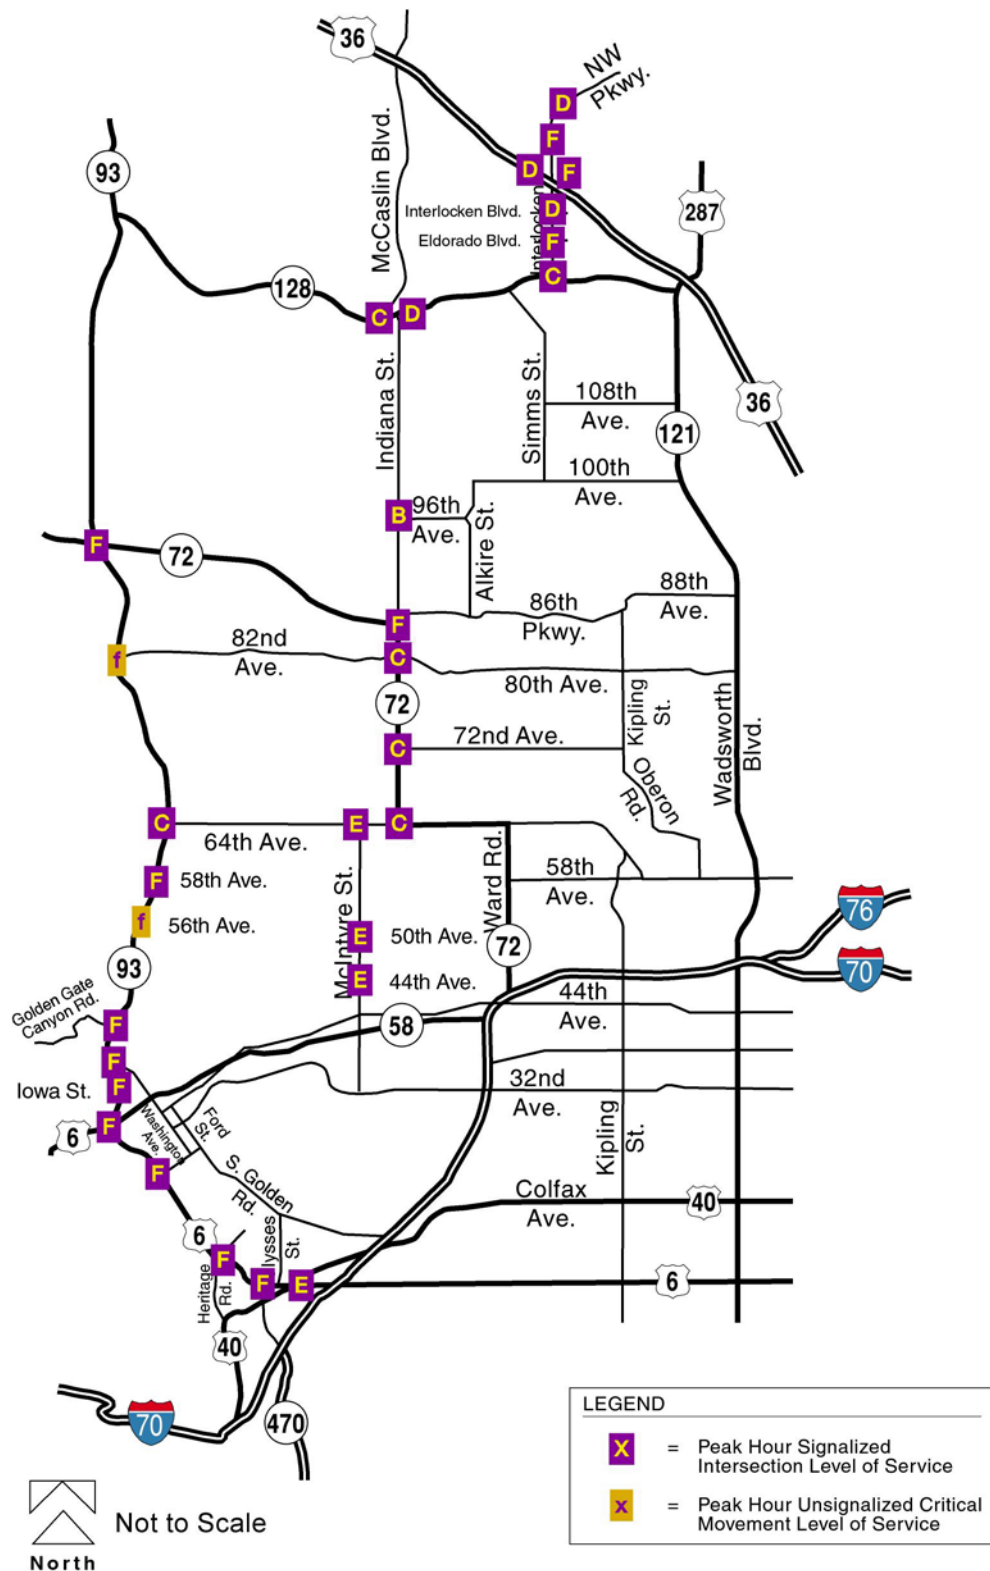 36
NW
Pkwy.
D
F
D
F
93
McCaslin Blvd.
Interlocken Blvd.
D
Interlocken
287
Eldorado Blvd.
F
C
128
C
D
Indiana St.
Simms St.
108th
Ave.
36
121
100th
Ave.
B
96th
Ave.
Alkire St.
F
72
88th
Ave.
86th
Pkwy.
F
82nd
Ave.
f
C
80th Ave.
72
Kipling
St.
Wadsworth
Blvd.
72nd Ave.
C
Oberon
Rd.
C
64th Ave.
E
C
Ward Rd.
58th
Ave.
F
58th Ave.
McIntyre St.
f
56th Ave.
E
50th Ave.
72
76
70
93
E
44th Ave.
44th
Ave.
Golden Gate
Canyon Rd.
F
58
F
Iowa St.
F
32nd
Ave.
6
F
Washington
Ave.
Ford
St.
Kipling
St.
F
S. Golden
Rd.
Colfax
Ave.
40
6
lysses
St.
F
Heritage
Rd.
F
E
6
40
70
470
LEGEND
X = Peak Hour Signalized
Intersection Level of Service
x = Peak Hour Unsignalized Critical
Movement Level of Service
Not to Scale
North